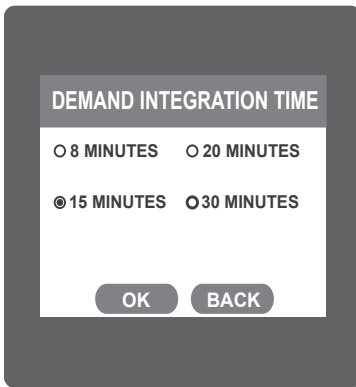 DEMAND INTEGRATION TIME
8 MINUTES 20 MINUTES
15 MINUTES 30 MINUTES
OK BACK